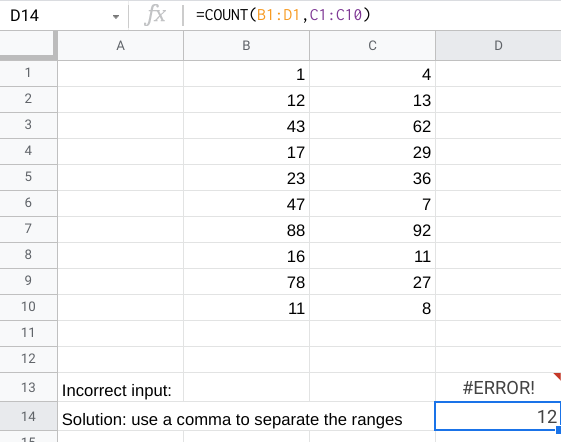 D14 fx =COUNT(B1:D1,C1:C10)
A B C D
1 1 4
2 12 13
3 43 62
4 17 29
5 23 36
6 47 7
7 88 92
8 16 11
9 78 27
10 11 8
11
12
13 Incorrect input: #ERROR!
14 Solution: use a comma to separate the ranges 12
15